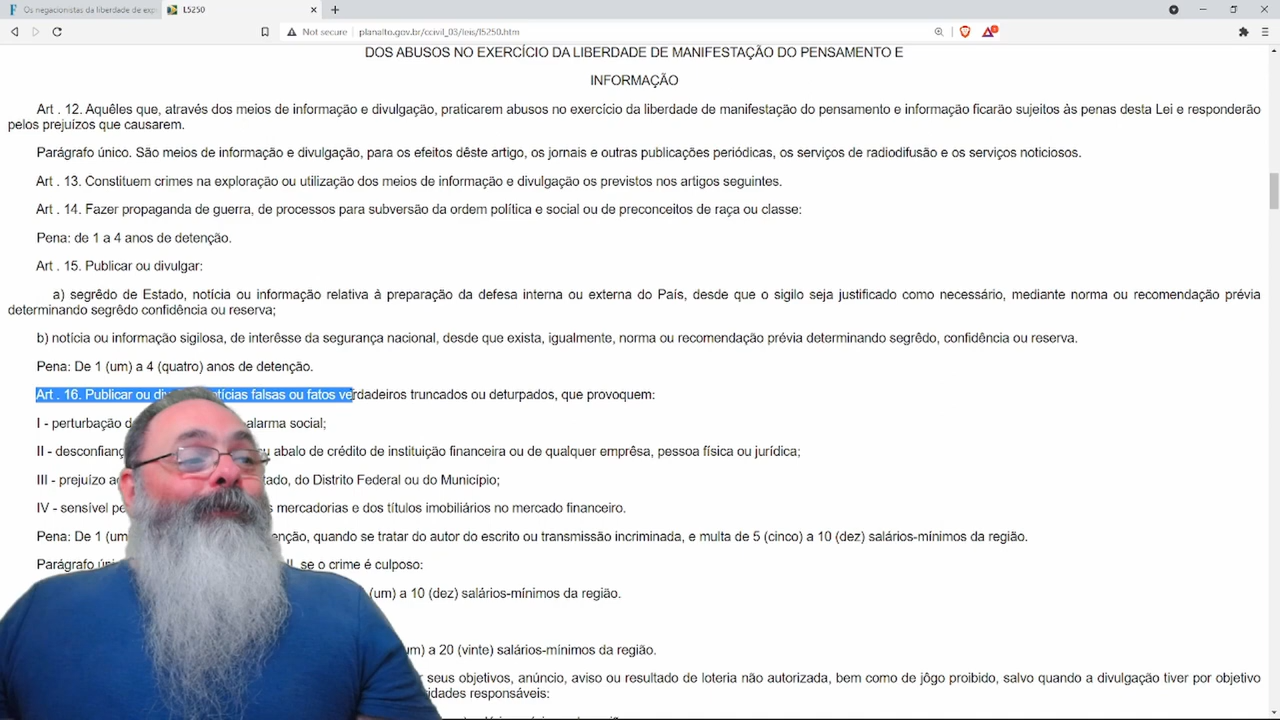 Os negacionistas da liberdade de exp
L5250
Not secure
planalto.gov.br/ccivil_03/leis/l5250.htm
DOS ABUSOS NO EXERCÍCIO DA LIBERDADE DE MANIFESTAÇÃO DO PENSAMENTO E
INFORMAÇÃO
Art . 12. Aquêles que, através dos meios de informação e divulgação, praticarem abusos no exercício da liberdade de manifestação do pensamento e informação ficarão sujeitos às penas desta Lei e responderão
pelos prejuízos que causarem.
Parágrafo único. São meios de informação e divulgação, para os efeitos dêste artigo, os jornais e outras publicações periódicas, os serviços de radiodifusão e os serviços noticiosos.
Art . 13. Constituem crimes na exploração ou utilização dos meios de informação e divulgação os previstos nos artigos seguintes.
Art . 14. Fazer propaganda de guerra, de processos para subversão da ordem política e social ou de preconceitos de raça ou classe:
Pena: de 1 a 4 anos de detenção.
Art . 15. Publicar ou divulgar:
a) segrêdo de Estado, notícia ou informação relativa à preparação da defesa interna ou externa do País, desde que o sigilo seja justificado como necessário, mediante norma ou recomendação prévia
determinando segrêdo confidência ou reserva;
b) notícia ou informação sigilosa, de interêsse da segurança nacional, desde que exista, igualmente, norma ou recomendação prévia determinando segrêdo, confidência ou reserva.
Pena: De 1 (um) a 4 (quatro) anos de detenção.
Art . 16. Publicar ou falsas ou fatos verdadeiros truncados ou deturpados, que provoquem:
I - perturbação alarma social;
II - abalo de crédito de instituição financeira ou de qualquer emprêsa, pessoa física ou jurídica;
III - prejuízo do Distrito Federal ou do Município;
IV - sensível mercadorias e dos títulos imobiliários no mercado financeiro.
Pena: De 1 quando se tratar do autor do escrito ou transmissão incriminada, e multa de 5 (cinco) a 10 (dez) salários-mínimos da região.
Parágrafo se o crime é culposo:
(um) a 10 (dez) salários-mínimos da região.
a 20 (vinte) salários-mínimos da região.
seus objetivos, anúncio, aviso ou resultado de loteria não autorizada, bem como de jôgo proibido, salvo quando a divulgação tiver por objetivo
responsáveis: